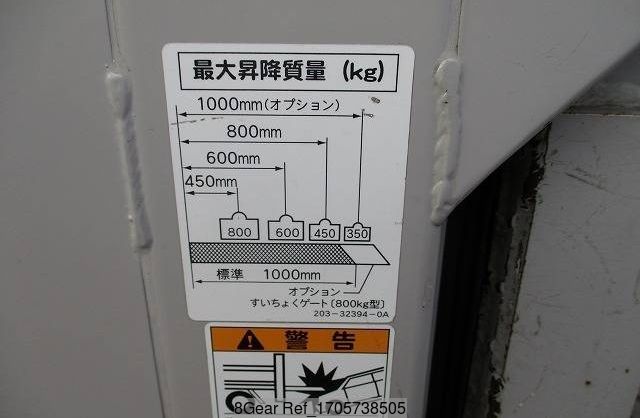 最大昇降質量 (kg)
1000mm(オプション)
800mm
600mm
450mm
800 600 450 350
標準 1000mm
オプション
すいちょくゲート〔800kg型〕
203-32394-0A
警告
8Gear Ref_1705738505